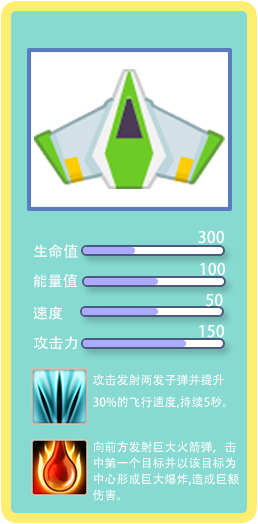 300
生命值
100
能量值
50
速度
150
攻击力
攻击发射两发子弹并提升
30%的飞行速度,持续5秒。
向前方发射巨大火箭弹，击
中第一个目标并以该目标为
中心形成巨大爆炸,造成巨额
伤害。